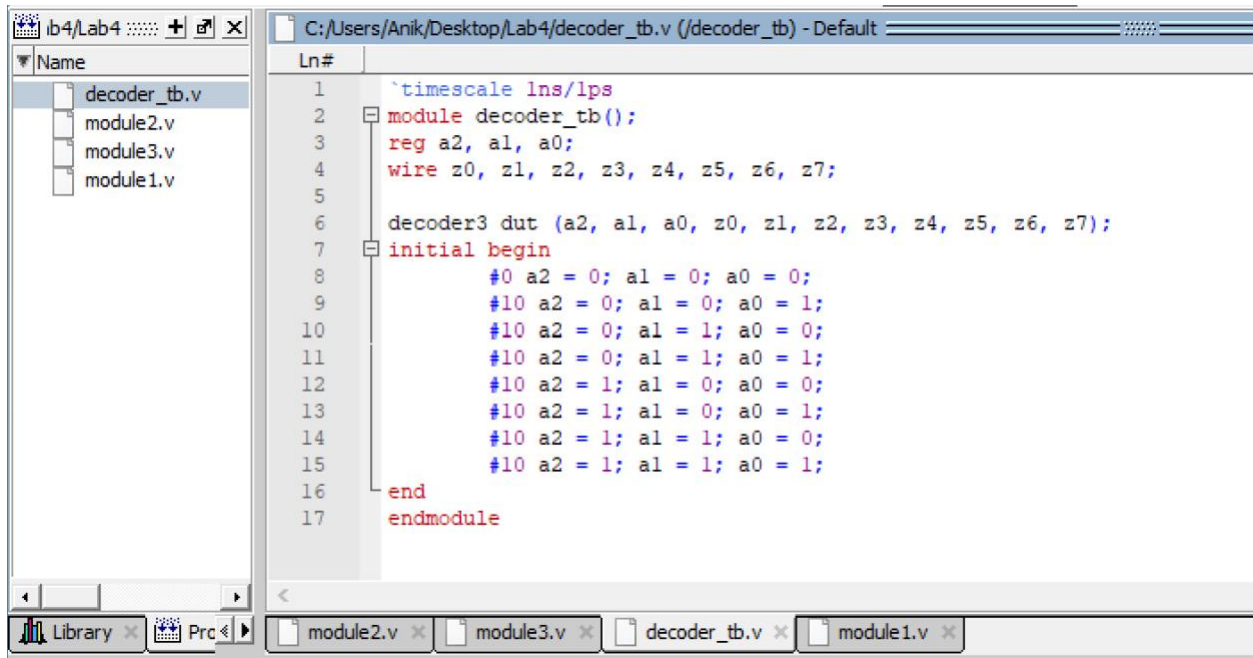 ib4/Lab4
Name
decoder_tb.v
module2.v
module3.v
module1.v
C:/Users/Anik/Desktop/Lab4/decoder_tb.v (/decoder_tb) - Default
Ln#
1 `timescale 1ns/1ps
2 module decoder_tb();
3 reg a2, a1, a0;
4 wire z0, z1, z2, z3, z4, z5, z6, z7;
5
6 decoder3 dut (a2, a1, a0, z0, z1, z2, z3, z4, z5, z6, z7);
7 initial begin
8 #0 a2 = 0; a1 = 0; a0 = 0;
9 #10 a2 = 0; a1 = 0; a0 = 1;
10 #10 a2 = 0; a1 = 1; a0 = 0;
11 #10 a2 = 0; a1 = 1; a0 = 1;
12 #10 a2 = 1; a1 = 0; a0 = 0;
13 #10 a2 = 1; a1 = 0; a0 = 1;
14 #10 a2 = 1; a1 = 1; a0 = 0;
15 #10 a2 = 1; a1 = 1; a0 = 1;
16 end
17 endmodule
Library Pro module2.v module3.v decoder_tb.v module1.v